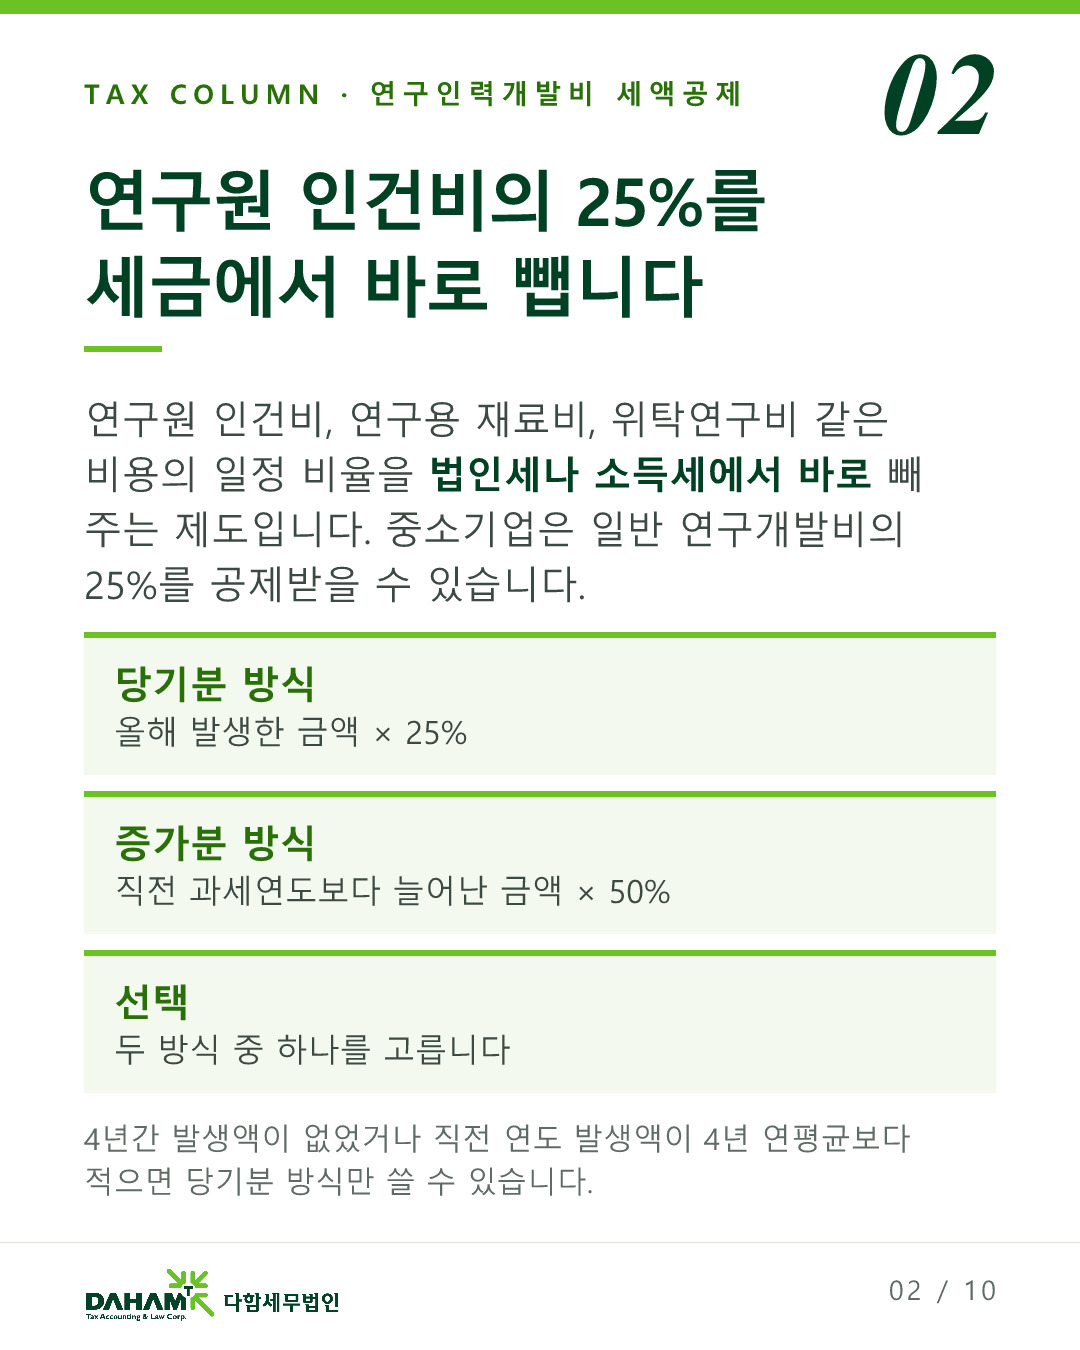 TAX COLUMN · 연구인력개발비 세액공제
02
연구원 인건비의 25%를
세금에서 바로 뺍니다
연구원 인건비, 연구용 재료비, 위탁연구비 같은
비용의 일정 비율을 법인세나 소득세에서 바로 빼
주는 제도입니다. 중소기업은 일반 연구개발비의
25%를 공제받을 수 있습니다.
당기분 방식
올해 발생한 금액 × 25%
증가분 방식
직전 과세연도보다 늘어난 금액 × 50%
선택
두 방식 중 하나를 고릅니다
4년간 발생액이 없었거나 직전 연도 발생액이 4년 연평균보다
적으면 당기분 방식만 쓸 수 있습니다.
DAHAM T 다함세무법인
Tax Accounting & Law Corp.
02 / 10